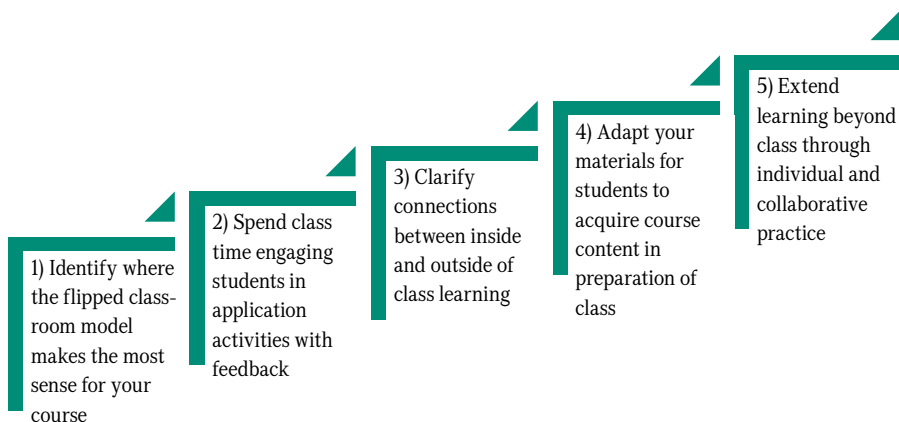 1) Identify where
the flipped class-
room model
makes the most
sense for your
course
2) Spend class
time engaging
students in
application
activities with
feedback
3) Clarify
connections
between inside
and outside of
class learning
4) Adapt your
materials for
students to
acquire course
content in
preparation of
class
5) Extend
learning beyond
class through
individual and
collaborative
practice